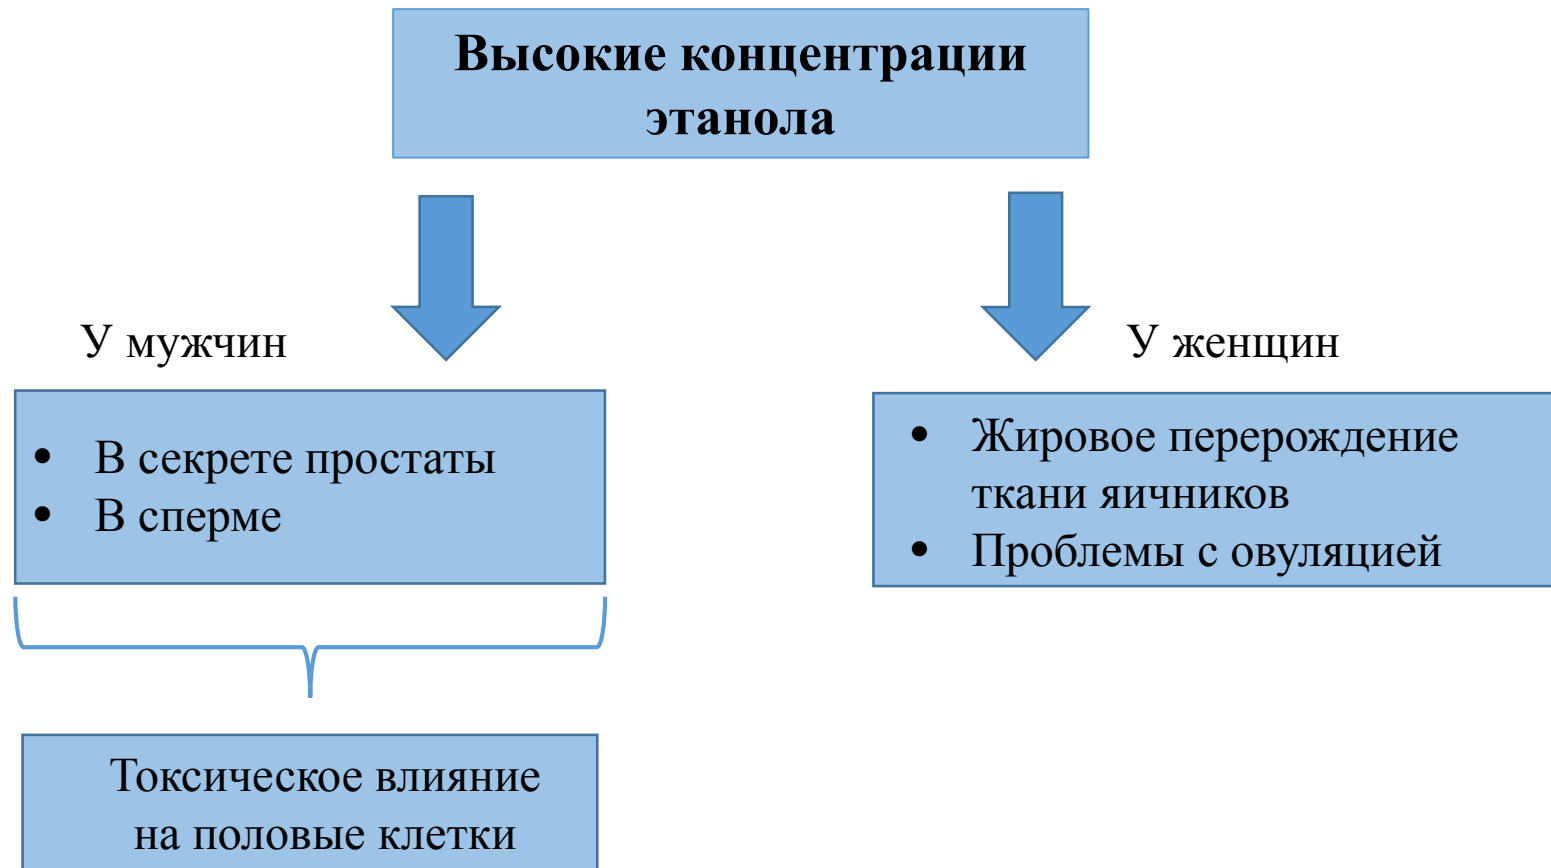 Высокие концентрации
этанола
У мужчин
• В секрете простаты
• В сперме
Токсическое влияние
на половые клетки
У женщин
• Жировое перерождение
ткани яичников
• Проблемы с овуляцией